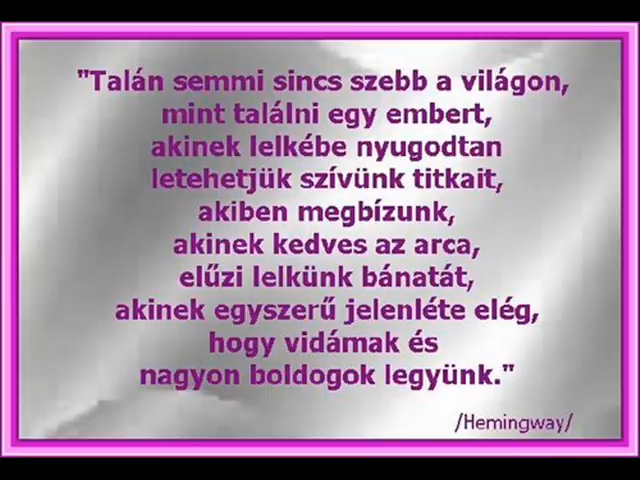 "Talán semmi sincs szebb a világon,
mint találni egy embert,
akinek lelkébe nyugodtan
letehetjük szívünk titkait,
akiben megbízunk,
akinek kedves az arca,
elűzi lelkünk bánatát,
akinek egyszerű jelenléte elég,
hogy vidámak és
nagyon boldogok legyünk."
/Hemingway/